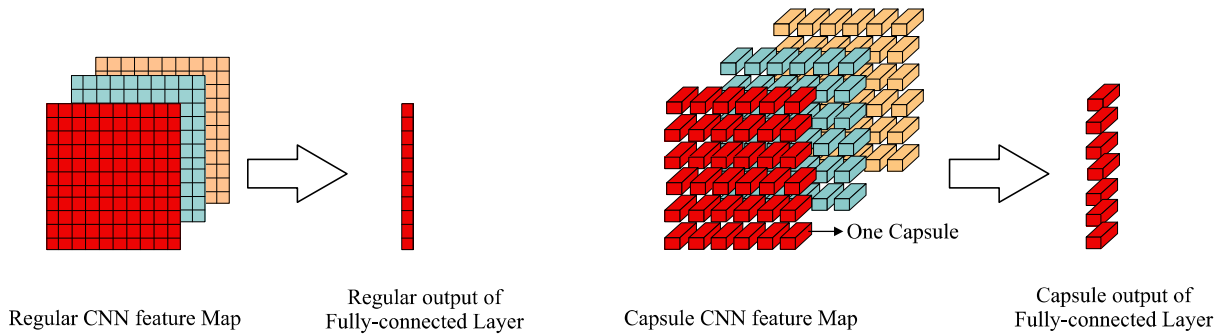 One Capsule
Regular CNN feature Map
Regular output of
Fully-connected Layer
Capsule CNN feature Map
Capsule output of
Fully-connected Layer